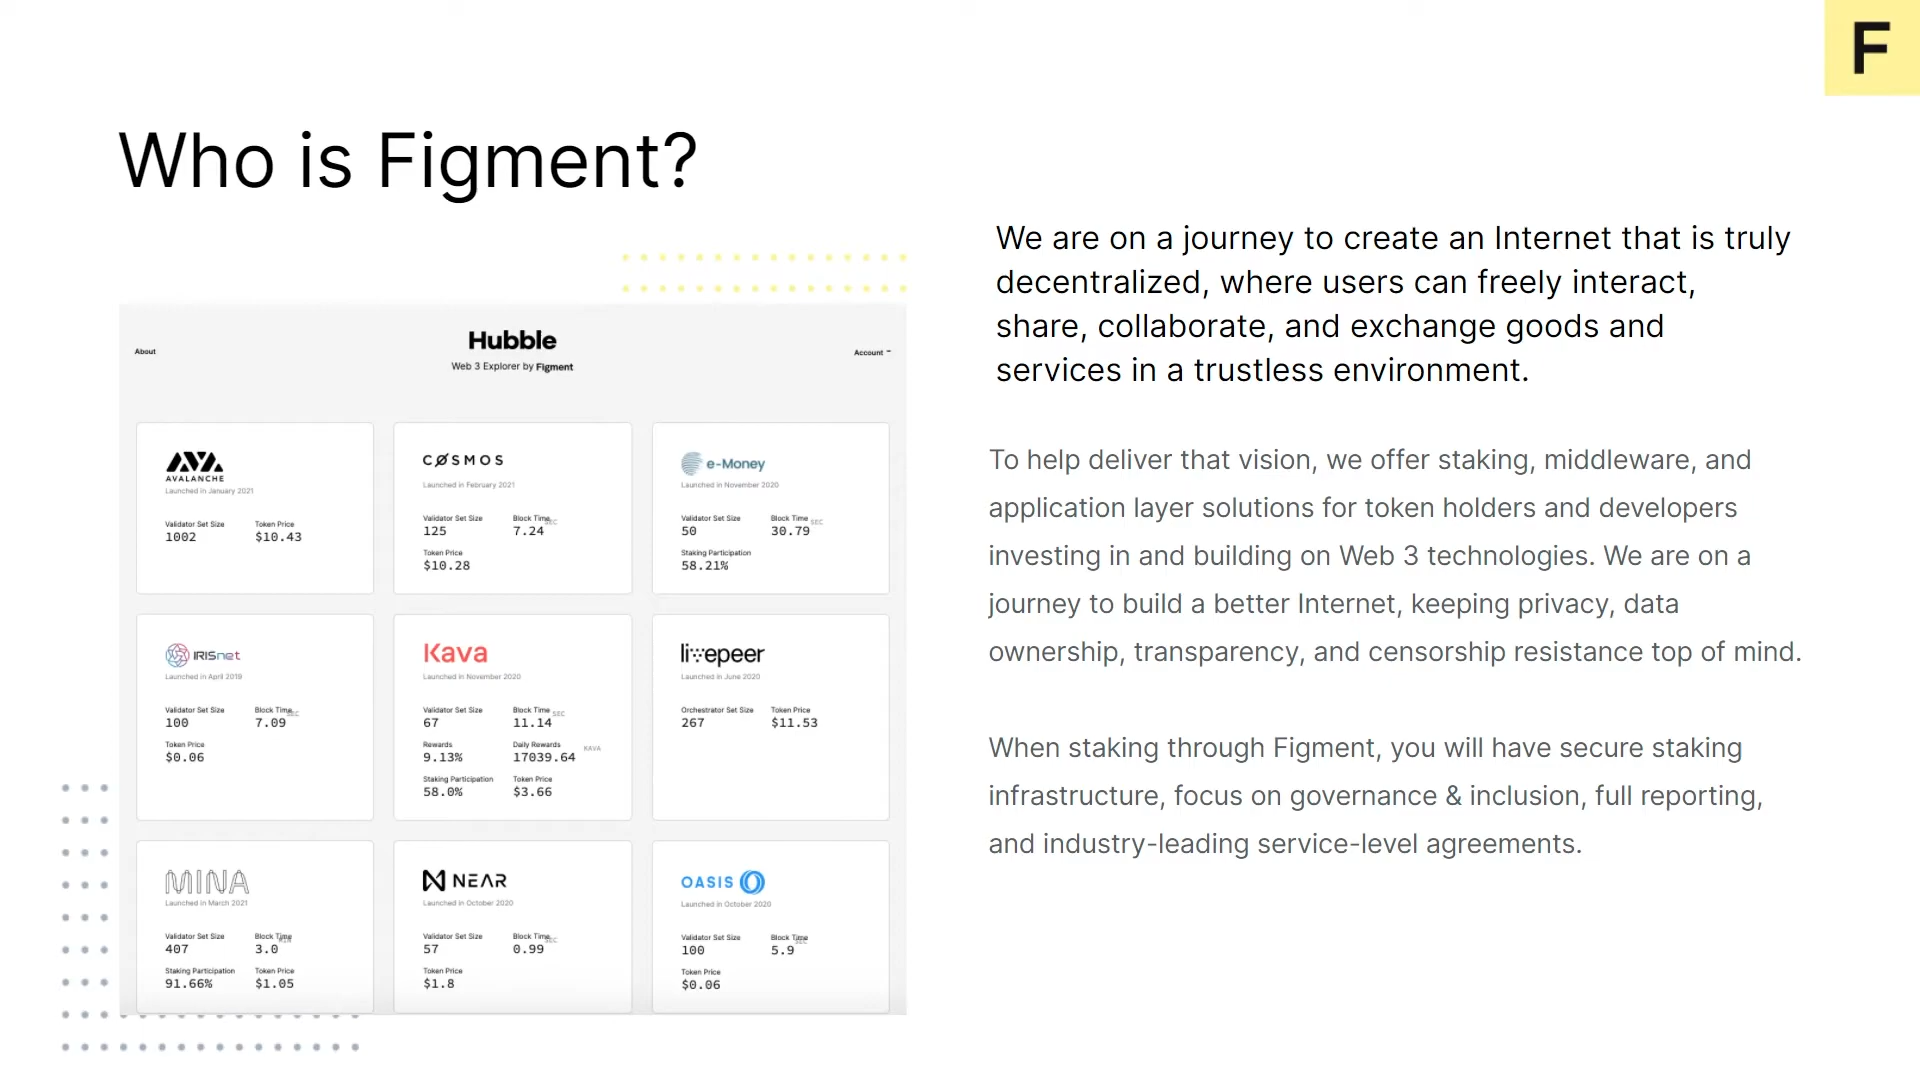 F
Who is Figment?
We are on a journey to create an Internet that is truly
decentralized, where users can freely interact,
share, collaborate, and exchange goods and
services in a trustless environment.
To help deliver that vision, we offer staking, middleware, and
application layer solutions for token holders and developers
investing in and building on Web 3 technologies. We are on a
journey to build a better Internet, keeping privacy, data
ownership, transparency, and censorship resistance top of mind.
When staking through Figment, you will have secure staking
infrastructure, focus on governance & inclusion, full reporting,
and industry-leading service-level agreements.
About
Hubble
Web 3 Explorer by Figment
Account
AVALANCHE
Launched in January 2021
Validator Set Size Token Price
1002 $10.43
COSMOS
Launched in February 2021
Validator Set Size Block Time
125 7.24 SEC
Token Price
$10.28
e-Money
Launched in November 2020
Validator Set Size Block Time
50 30.79 SEC
Staking Participation
58.21%
IRISnet
Launched in April 2019
Validator Set Size Block Time
100 7.09 SEC
Token Price
$0.06
Kava
Launched in November 2020
Validator Set Size Block Time
67 11.14 SEC
Rewards Daily Rewards
9.13% 17039.64 KAVA
Staking Participation Token Price
58.0% $3.66
livepeer
Launched in June 2020
Orchestrator Set Size Token Price
267 $11.53
MINA
Launched in March 2021
Validator Set Size Block Time
407 3.0 MIN
Staking Participation Token Price
91.66% $1.05
NEAR
Launched in October 2020
Validator Set Size Block Time
57 0.99 SEC
Token Price
$1.8
OASIS
Launched in October 2020
Validator Set Size Block Time
100 5.9 SEC
Token Price
$0.06